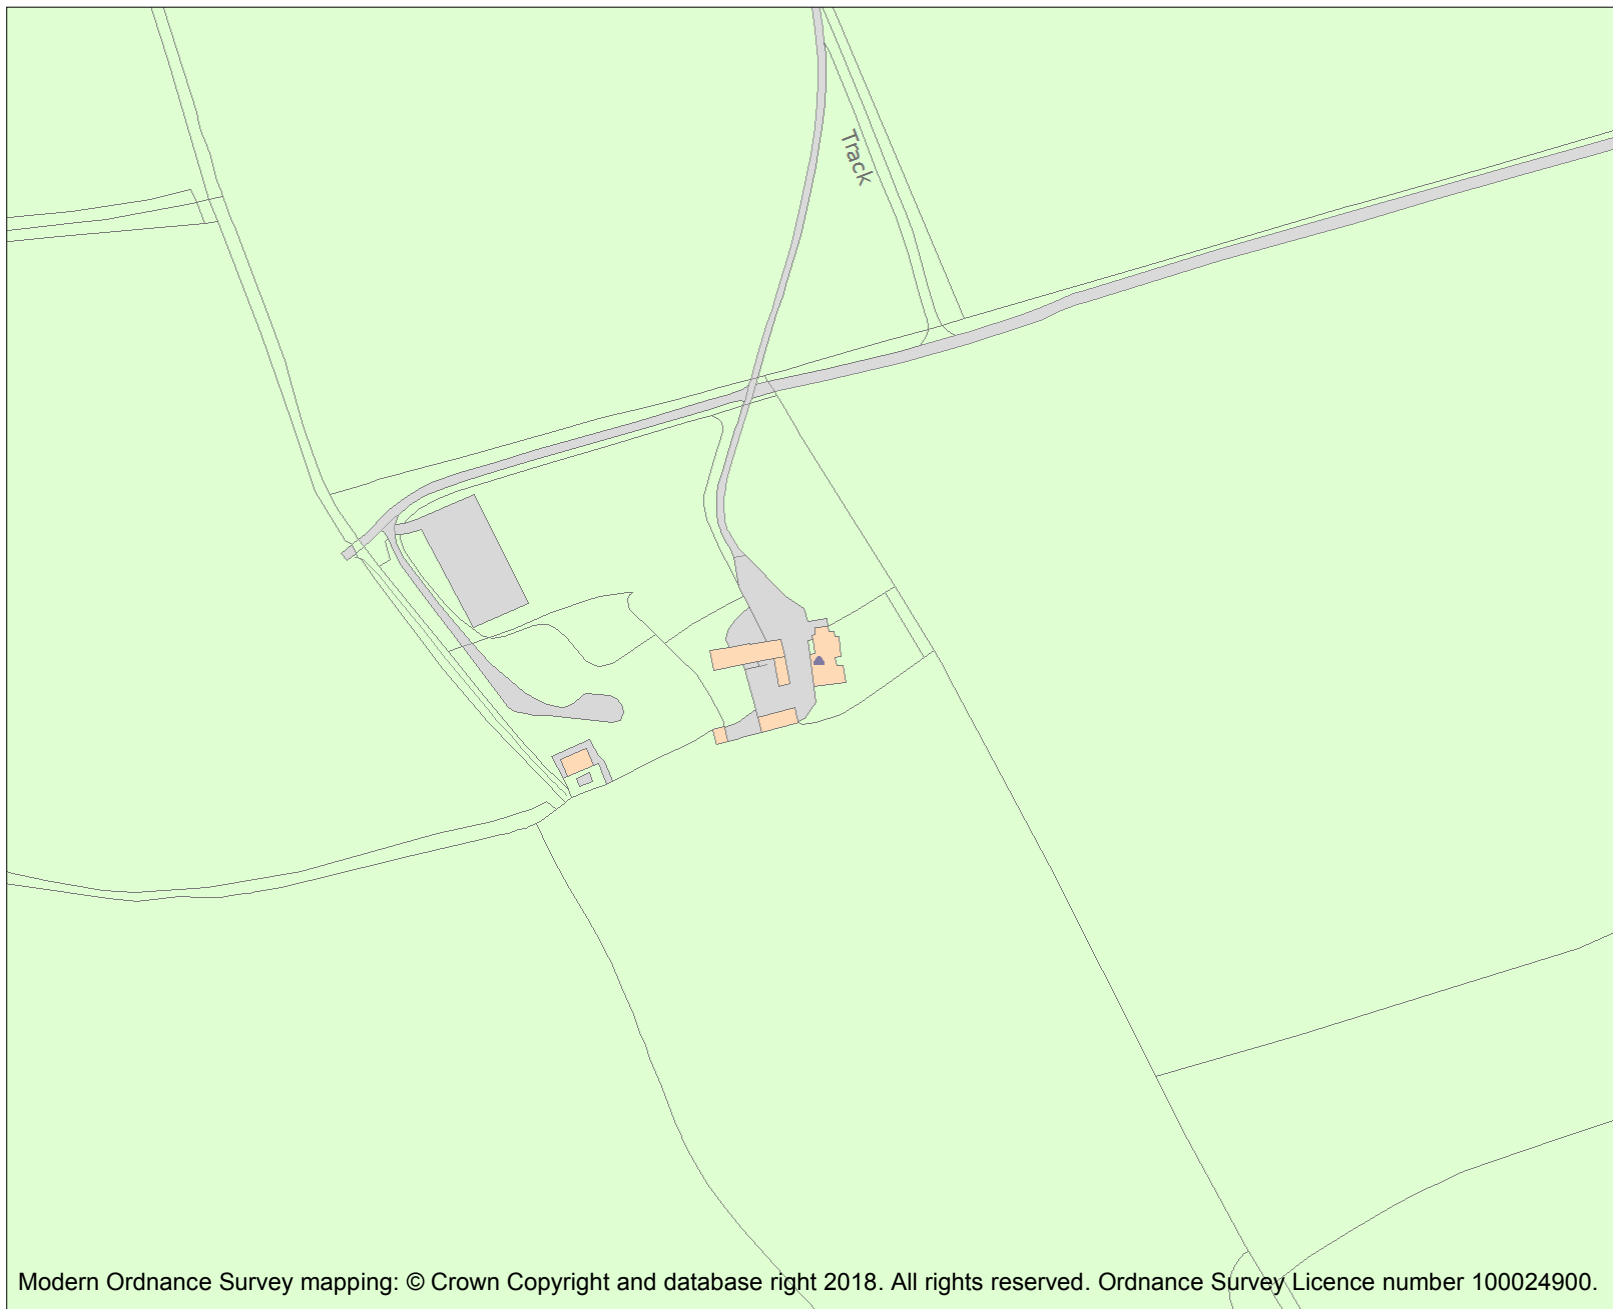 Track
Modern Ordnance Survey mapping: © Crown Copyright and database right 2018. All rights reserved. Ordnance Survey Licence number 100024900.